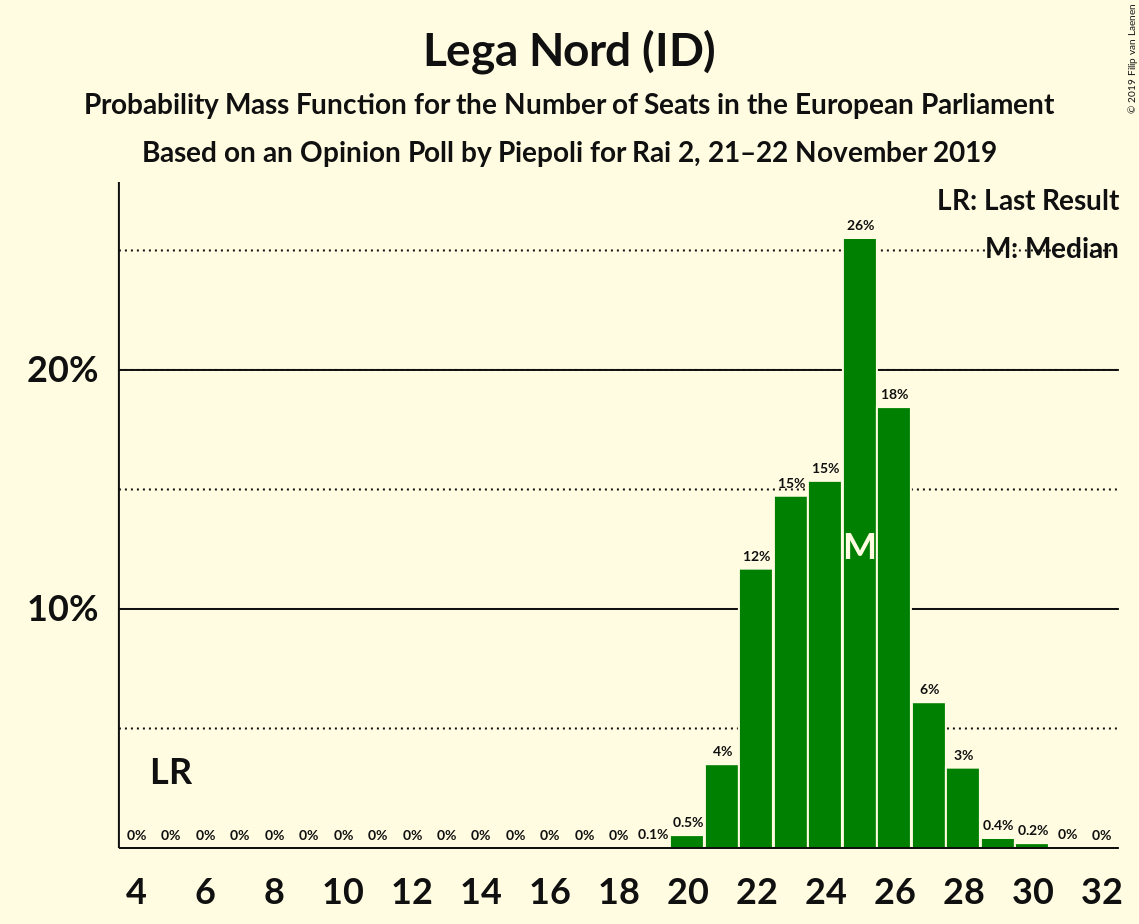 Lega Nord (ID)
Probability Mass Function for the Number of Seats in the European Parliament
Based on an Opinion Poll by Piepoli for Rai 2, 21–22 November 2019
© 2019 Filip van Laenen
LR: Last Result
M: Median
26%
20%
18%
15% 15%
M
12%
10%
6%
4% 3%
LR
0% 0% 0% 0% 0% 0% 0% 0% 0% 0% 0% 0% 0% 0% 0% 0.1% 0.5% 0.4% 0.2% 0% 0%
4 6 8 10 12 14 16 18 20 22 24 26 28 30 32